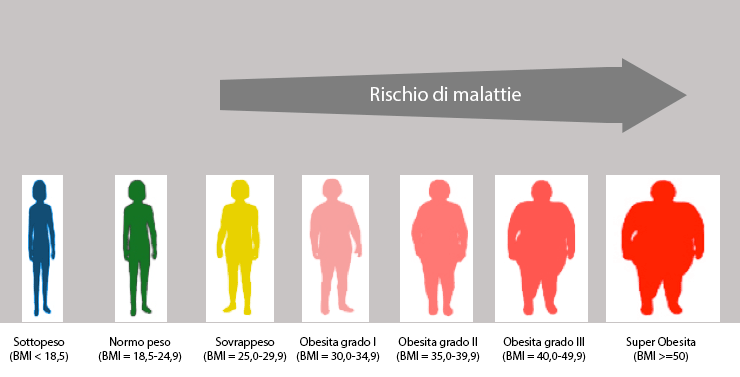 Rischio di malattie
Sottopeso
(BMI < 18,5)
Normo peso
(BMI = 18,5-24,9)
Sovrappeso
(BMI = 25,0-29,9)
Obesita grado I
(BMI = 30,0-34,9)
Obesita grado II
(BMI = 35,0-39,9)
Obesita grado III
(BMI = 40,0-49,9)
Super Obesita
(BMI >=50)